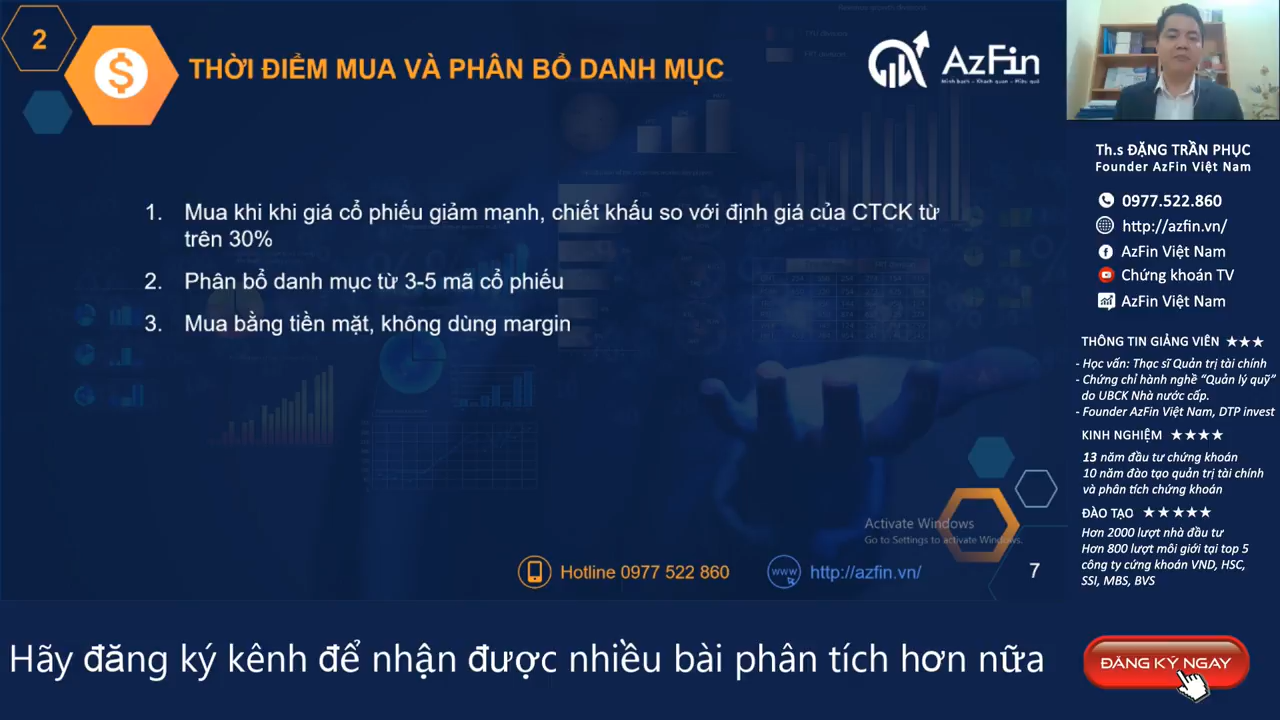 2
THỜI ĐIỂM MUA VÀ PHÂN BỔ DANH MỤC
AzFin
Minh bạch - Khách quan - Hiệu quả
1. Mua khi khi giá cổ phiếu giảm mạnh, chiết khấu so với định giá của CTCK từ
trên 30%
2. Phân bổ danh mục từ 3-5 mã cổ phiếu
3. Mua bằng tiền mặt, không dùng margin
Activate Windows
Go to Settings to activate Windows.
Hotline 0977 522 860
www
http://azfin.vn/
7
Th.s ĐẶNG TRẦN PHỤC
Founder AzFin Việt Nam
0977.522.860
http://azfin.vn/
AzFin Việt Nam
Chứng khoán TV
AzFin Việt Nam
THÔNG TIN GIẢNG VIÊN ★★★
- Học vấn: Thạc sĩ Quản trị tài chính
- Chứng chỉ hành nghề “Quản lý quỹ”
do UBCK Nhà nước cấp.
- Founder AzFin Việt Nam, DTP invest
KINH NGHIỆM ★★★★
13 năm đầu tư chứng khoán
10 năm đào tạo quản trị tài chính
và phân tích chứng khoán
ĐÀO TẠO ★★★★★
Hơn 2000 lượt nhà đầu tư
Hơn 800 lượt môi giới tại top 5
công ty cứng khoán VND, HSC,
SSI, MBS, BVS
Hãy đăng ký kênh để nhận được nhiều bài phân tích hơn nữa
ĐĂNG KÝ NGAY